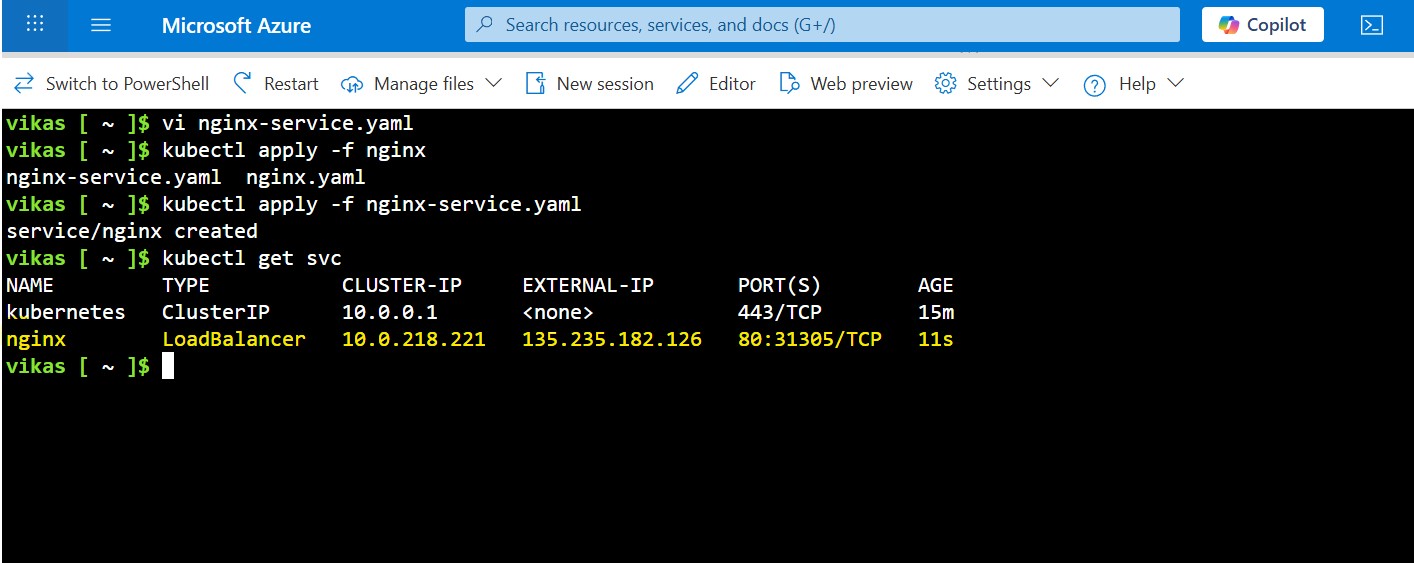 Microsoft Azure Search resources, services, and docs (G+/) Copilot
Switch to PowerShell Restart Manage files New session Editor Web preview Settings Help
vikas [ ~ ]$ vi nginx-service.yaml
vikas [ ~ ]$ kubectl apply -f nginx
nginx-service.yaml  nginx.yaml
vikas [ ~ ]$ kubectl apply -f nginx-service.yaml
service/nginx created
vikas [ ~ ]$ kubectl get svc
NAME         TYPE           CLUSTER-IP     EXTERNAL-IP       PORT(S)        AGE
kubernetes   ClusterIP      10.0.0.1       <none>            443/TCP        15m
nginx        LoadBalancer   10.0.218.221   135.235.182.126   80:31305/TCP   11s
vikas [ ~ ]$